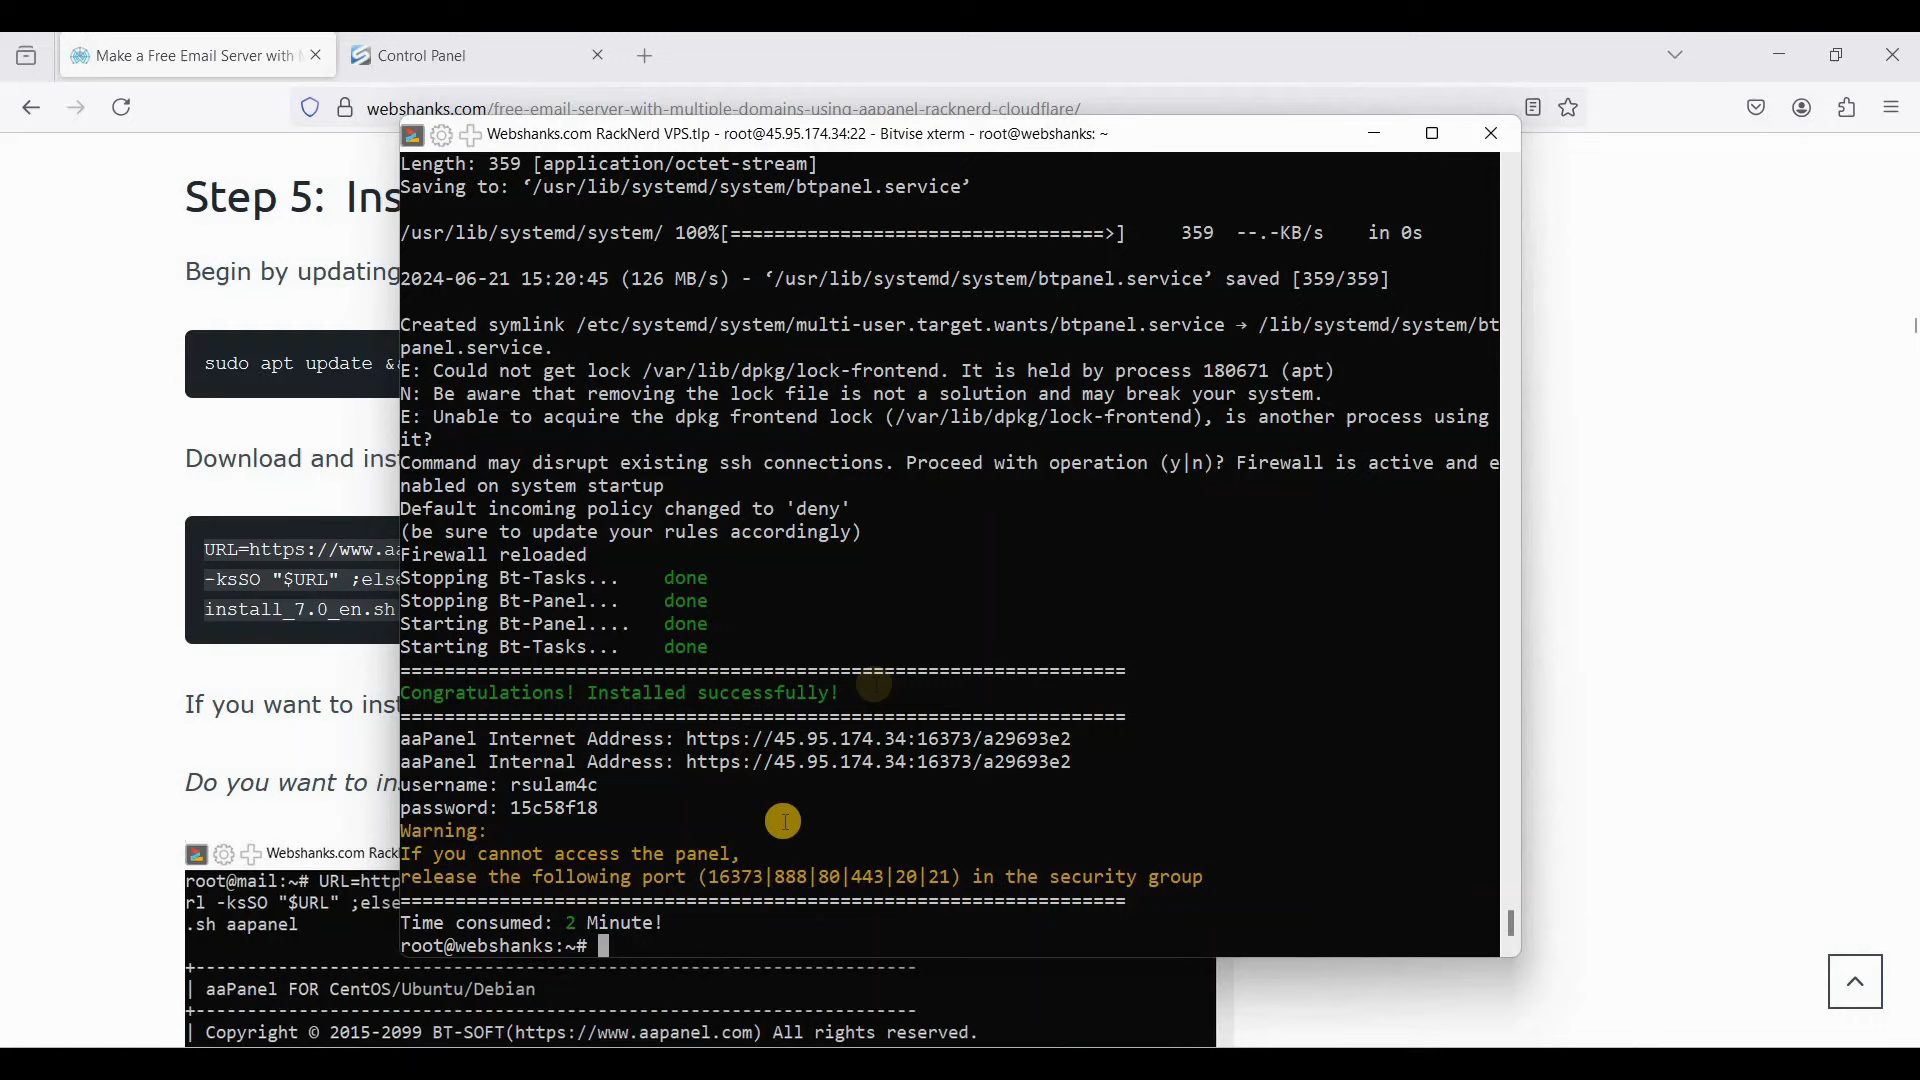 Make a Free Email Server with
Control Panel
webshanks.com/free-email-server-with-multiple-domains-using-aapanel-racknerd-cloudflare/
Webshanks.com RackNerd VPS.tlp - root@45.95.174.34:22 - Bitvise xterm - root@webshanks: ~
Length: 359 [application/octet-stream]
Saving to: ‘/usr/lib/systemd/system/btpanel.service’
/usr/lib/systemd/system/ 100%[==================================>] 359 --.-KB/s in 0s
2024-06-21 15:20:45 (126 MB/s) - ‘/usr/lib/systemd/system/btpanel.service’ saved [359/359]
Created symlink /etc/systemd/system/multi-user.target.wants/btpanel.service → /lib/systemd/system/bt
panel.service.
E: Could not get lock /var/lib/dpkg/lock-frontend. It is held by process 180671 (apt)
N: Be aware that removing the lock file is not a solution and may break your system.
E: Unable to acquire the dpkg frontend lock (/var/lib/dpkg/lock-frontend), is another process using
it?
Command may disrupt existing ssh connections. Proceed with operation (y|n)? Firewall is active and e
nabled on system startup
Default incoming policy changed to 'deny'
(be sure to update your rules accordingly)
Firewall reloaded
Stopping Bt-Tasks... done
Stopping Bt-Panel... done
Starting Bt-Panel.... done
Starting Bt-Tasks... done
==================================================================
Congratulations! Installed successfully!
==================================================================
aaPanel Internet Address: https://45.95.174.34:16373/a29693e2
aaPanel Internal Address: https://45.95.174.34:16373/a29693e2
username: rsulam4c
password: 15c58f18
Warning:
If you cannot access the panel,
release the following port (16373|888|80|443|20|21) in the security group
==================================================================
Time consumed: 2 Minute!
root@webshanks:~#
Step 5: Ins
Begin by updating
sudo apt update &
Download and ins
URL=https://www.aa
-ksSO "$URL" ;else
install_7.0_en.sh
If you want to ins
Do you want to in
Webshanks.com Rack
root@mail:~# URL=http
rl -ksSO "$URL" ;else
.sh aapanel
+----------------------------------------------------------------------
| aaPanel FOR CentOS/Ubuntu/Debian
+----------------------------------------------------------------------
| Copyright © 2015-2099 BT-SOFT(https://www.aapanel.com) All rights reserved.